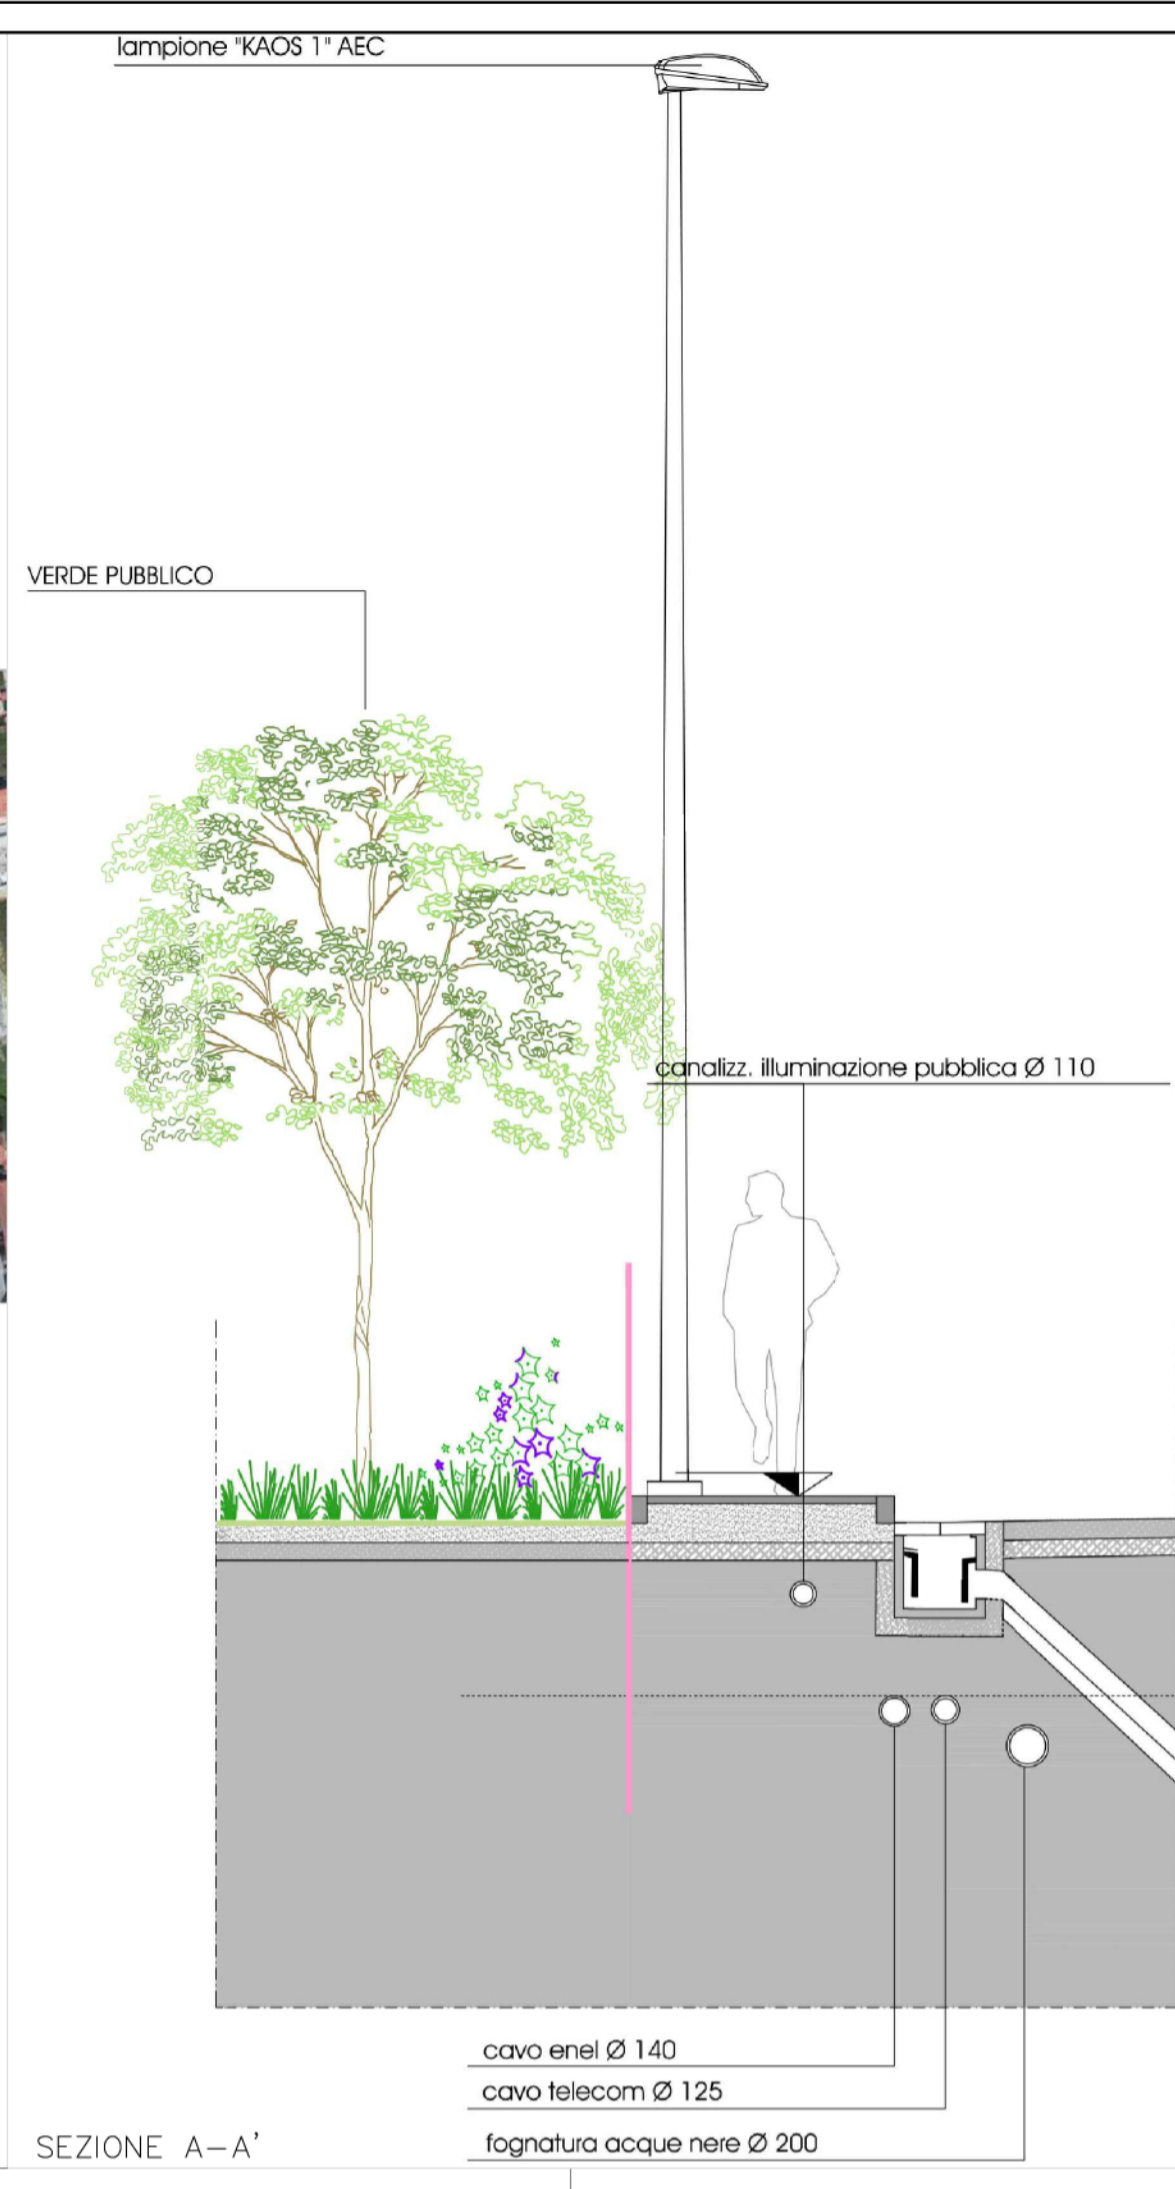 lampione "KAOS 1" AEC
VERDE PUBBLICO
canalizz. illuminazione pubblica Ø 110
cavo enel Ø 140
cavo telecom Ø 125
fognatura acque nere Ø 200
SEZIONE A-A'